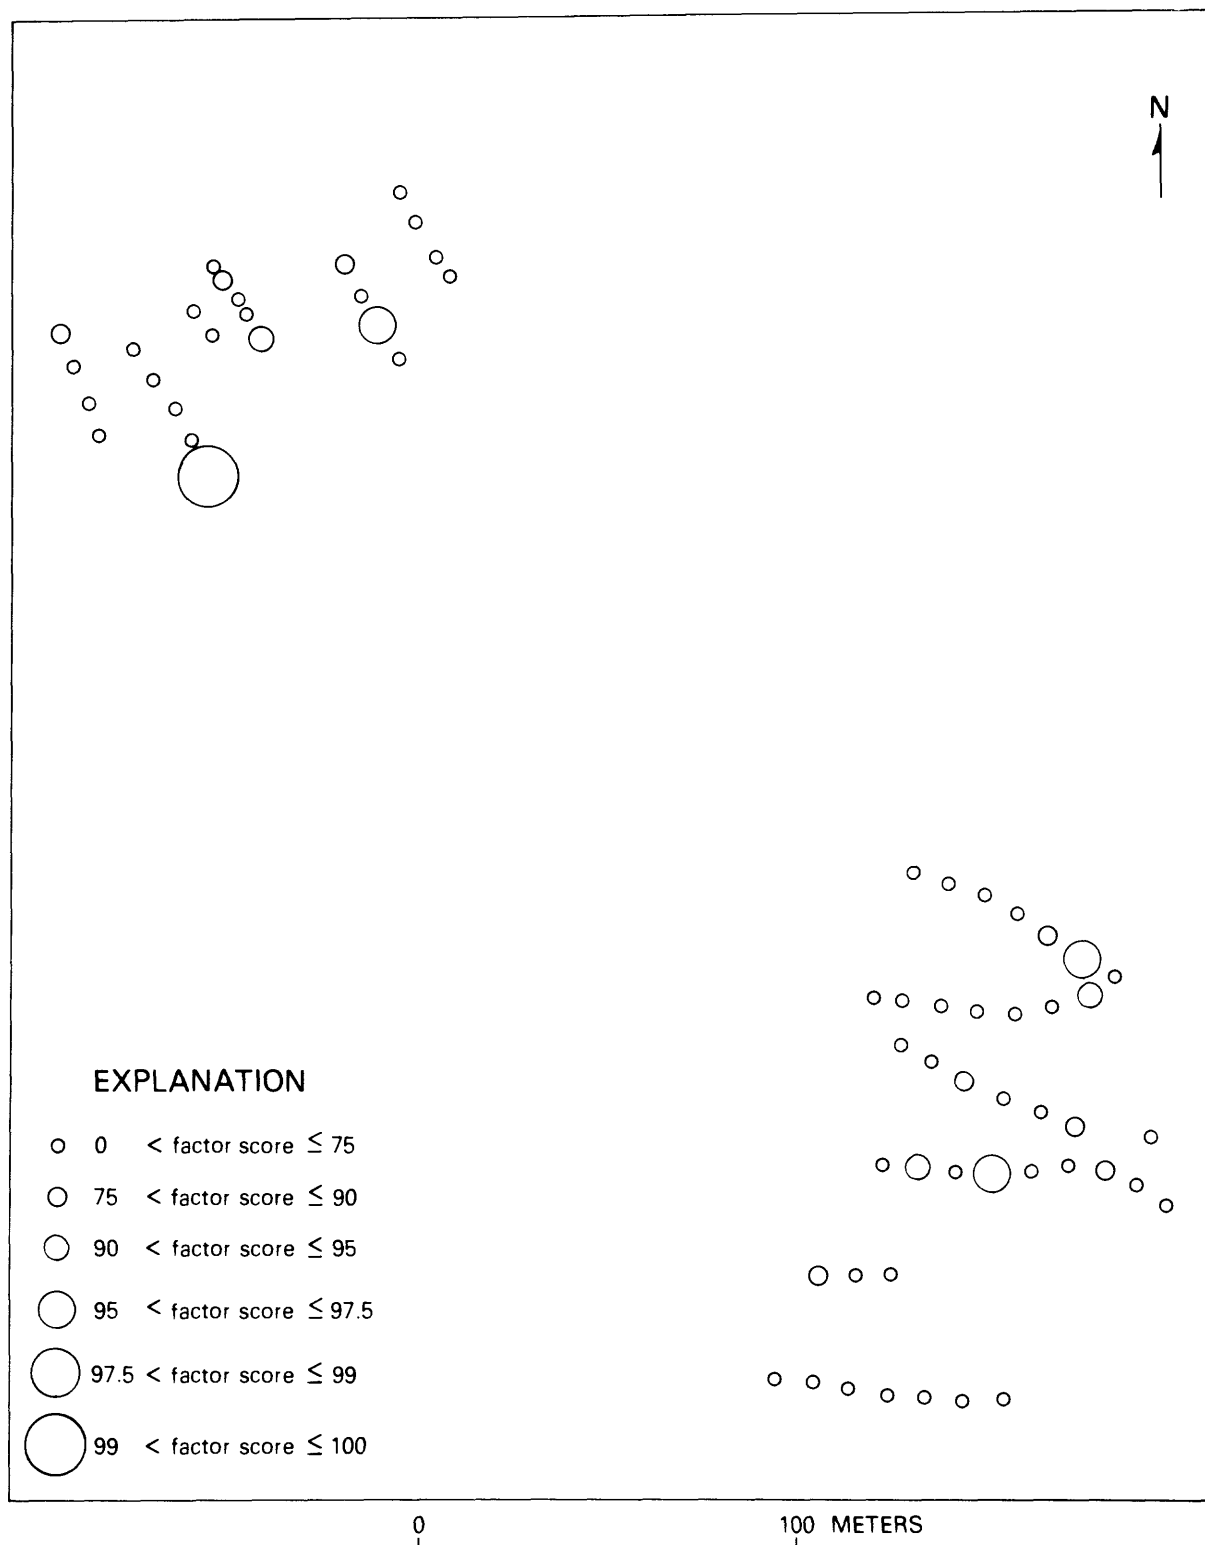 N
EXPLANATION
0 < factor score ≤ 75
75 < factor score ≤ 90
90 < factor score ≤ 95
95 < factor score ≤ 97.5
97.5 < factor score ≤ 99
99 < factor score ≤ 100
0 100 METERS